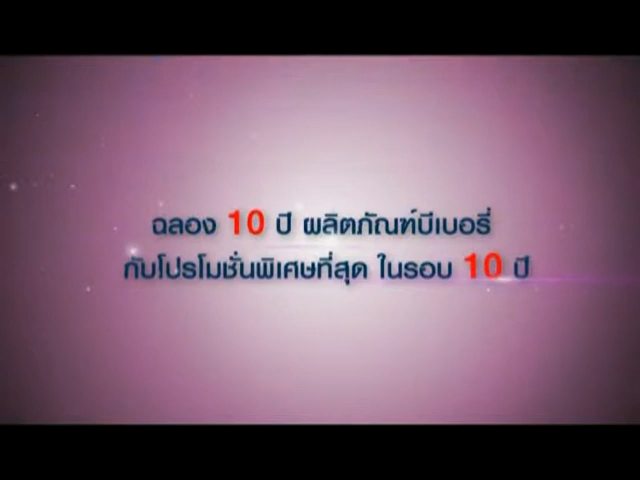 ฉลอง 10 ปี ผลิตภัณฑ์บีเบอรี่
กับโปรโมชั่นพิเศษที่สุด ในรอบ 10 ปี